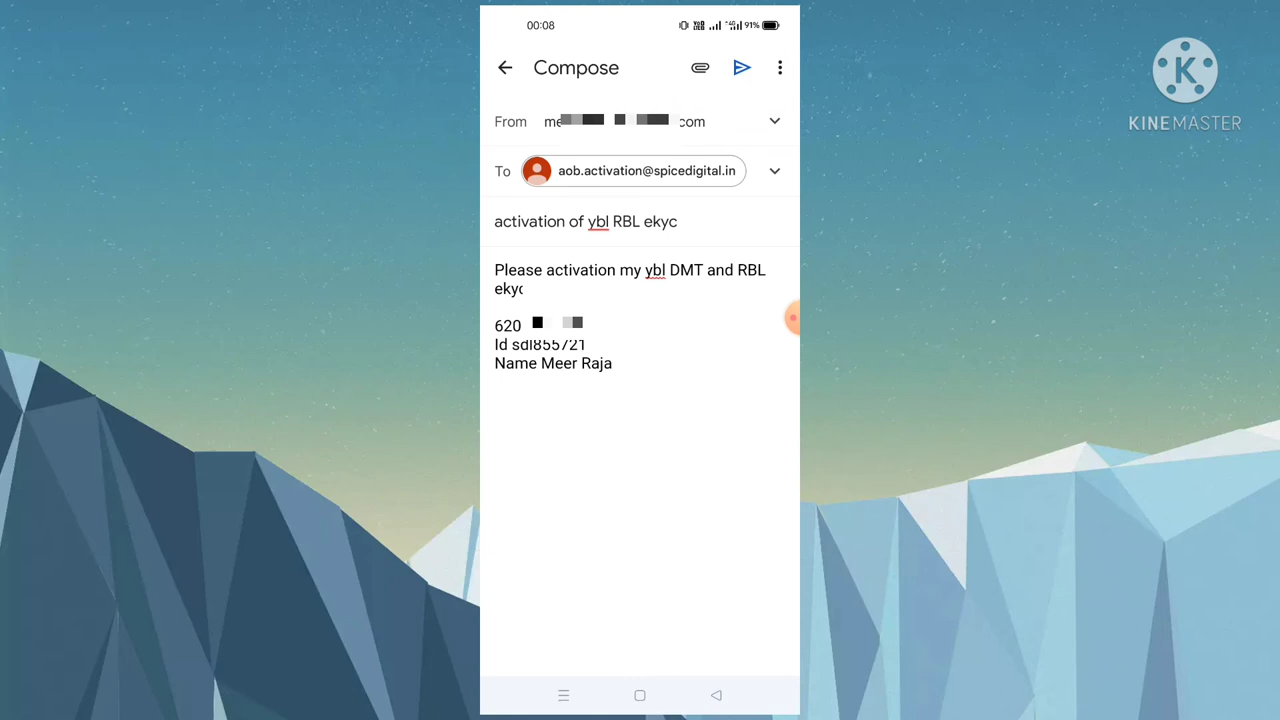 00:08
91%
Compose
K
KINEMASTER
From me com
To aob.activation@spicedigital.in
activation of ybl RBL ekyc
Please activation my ybl DMT and RBL
ekyc
620
Id sdl855721
Name Meer Raja